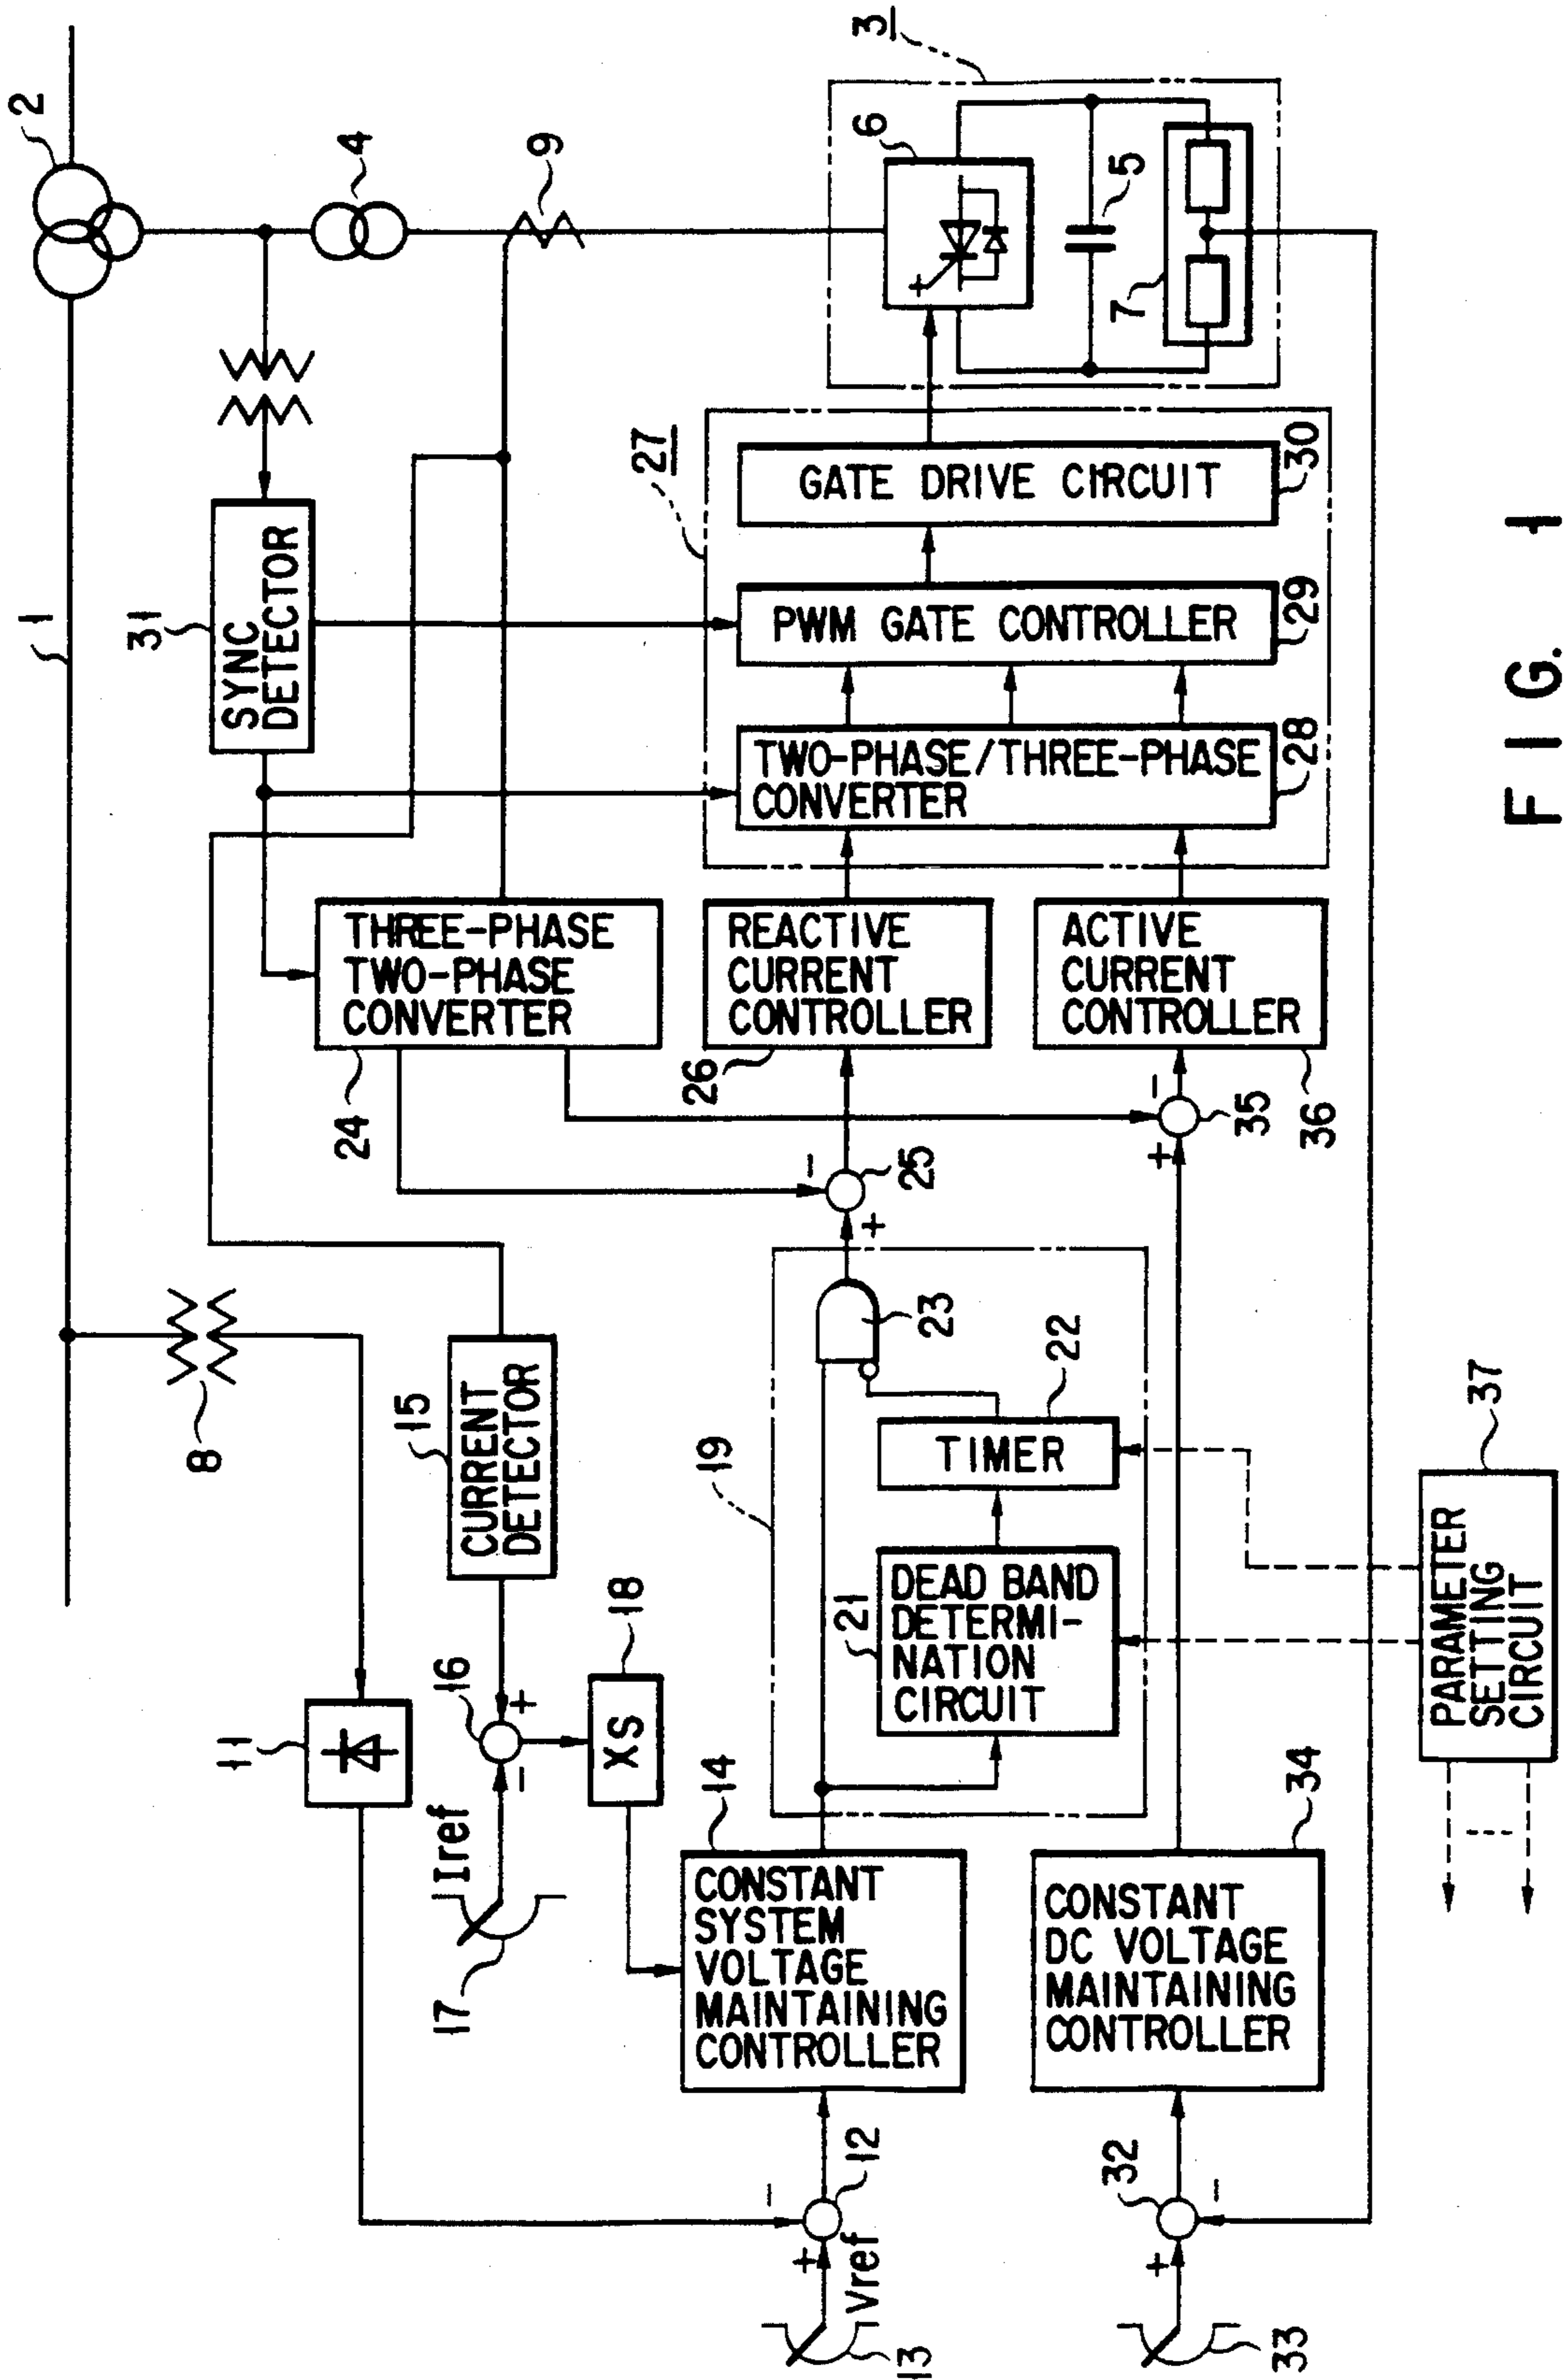 1
2
31
SYNC
DETECTOR
4
9
3
8
15
CURRENT
DETECTOR
24
THREE-PHASE
TWO-PHASE
CONVERTER
27
6
+
5
7
11
Iref
16
-
+
17
18
XS
26
REACTIVE
CURRENT
CONTROLLER
TWO-PHASE/THREE-PHASE
CONVERTER
28
PWM GATE CONTROLLER
29
GATE DRIVE CIRCUIT
30
14
CONSTANT
SYSTEM
VOLTAGE
MAINTAINING
CONTROLLER
19
21
DEAD BAND
DETERMI-
NATION
CIRCUIT
TIMER
22
23
-
+
25
-
+
35
ACTIVE
CURRENT
CONTROLLER
36
-
+
12
Vref
13
32
+
-
33
34
CONSTANT
DC VOLTAGE
MAINTAINING
CONTROLLER
37
PARAMETER
SETTING
CIRCUIT
FIG. 1